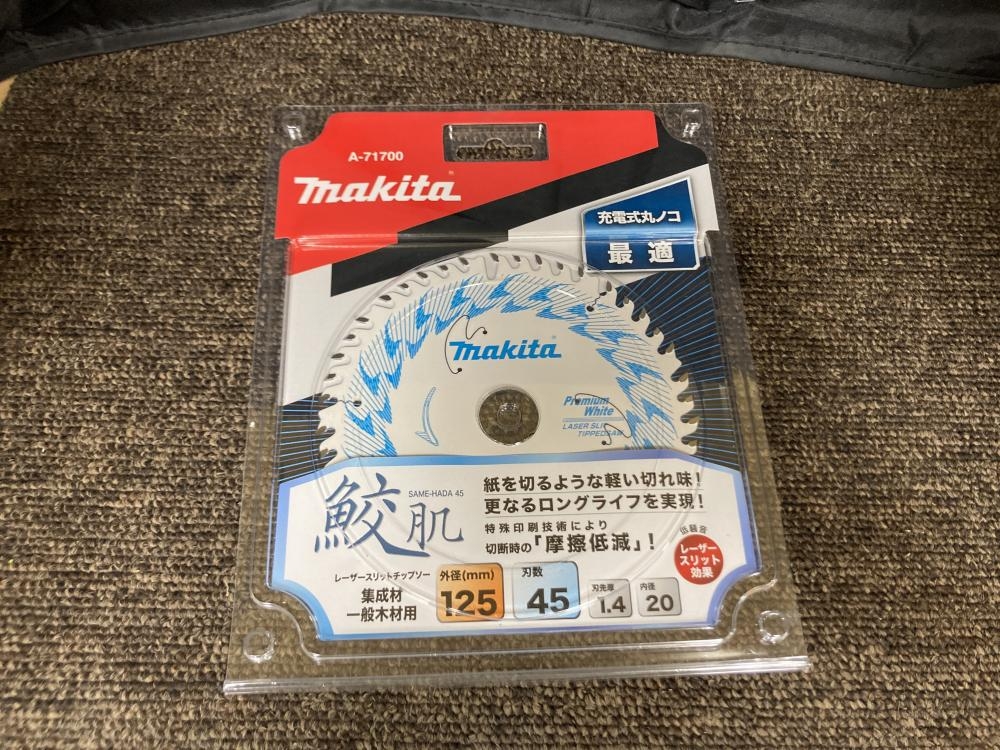 A-71700
makita
充電式丸ノコ
最適
makita
Premium
White
LASER SLIT
TIPPEDSAW
鮫肌
SAME-HADA 45
紙を切るような軽い切れ味!
更なるロングライフを実現!
特殊印刷技術により
切断時の「摩擦低減」!
低騒音
レーザー
スリット
効果
レーザースリットチップソー
集成材
一般木材用
外径(mm)
125
刃数
45
刃先厚
1.4
内径
20